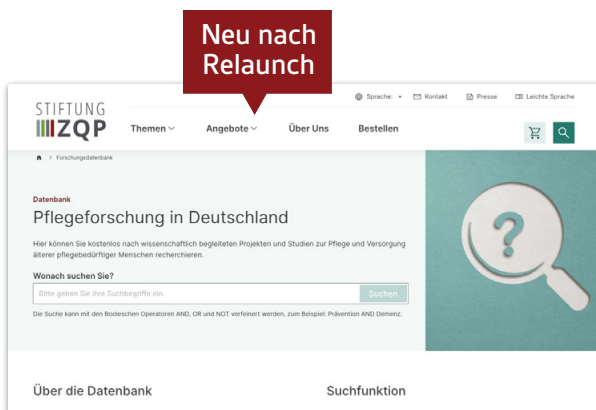 Neu nach
Relaunch
Sprache:
Kontakt
Presse
Leichte Sprache
STIFTUNG
ZQP
Themen
Angebote
Über Uns
Bestellen
> Forschungsdatenbank
Datenbank
Pflegeforschung in Deutschland
Hier können Sie kostenlos nach wissenschaftlich begleiteten Projekten und Studien zur Pflege und Versorgung
älterer pflegebedürftiger Menschen recherchieren.
Wonach suchen Sie?
Bitte geben Sie Ihre Suchbegriffe ein.
Suchen
Die Suche kann mit den Booleschen Operatoren AND, OR und NOT verfeinert werden, zum Beispiel: Prävention AND Demenz.
?
Über die Datenbank
Suchfunktion